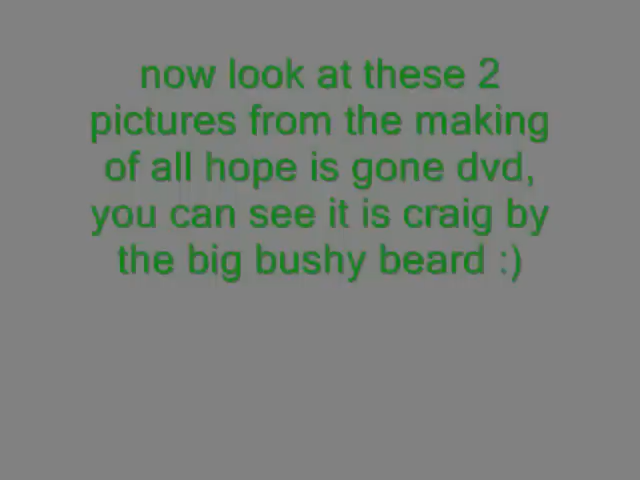 now look at these 2
pictures from the making
of all hope is gone dvd,
you can see it is craig by
the big bushy beard :)